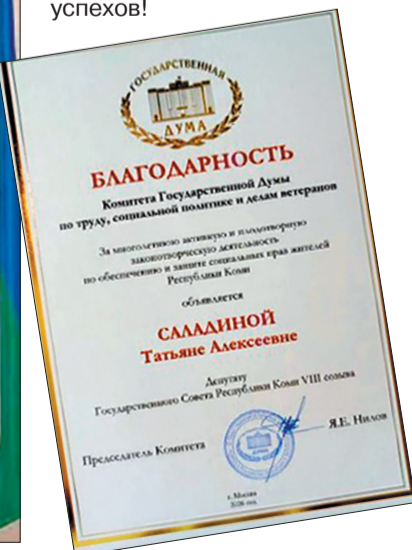 успехов!
ГОСУДАРСТВЕННАЯ
ДУМА
БЛАГОДАРНОСТЬ
Комитета Государственной Думы
по труду, социальной политике и делам ветеранов
За многолетнюю активную и плодотворную
законотворческую деятельность
по обеспечению и защите социальных прав жителей
Республики Коми
объявляется
САЛАДИНОЙ
Татьяне Алексеевне
Депутату
Государственного Совета Республики Коми VIII созыва
Председатель Комитета
Я.Е. Нилов
ДУМА
г. Москва